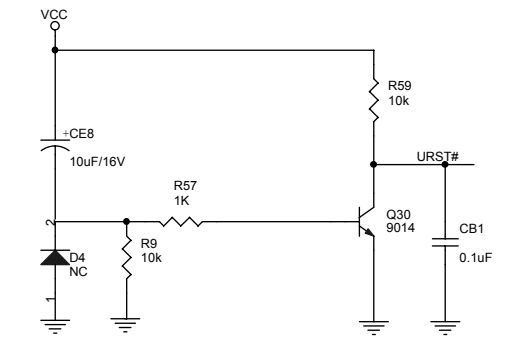 VCC
R59
10k
+CE8
10uF/16V
URST#
R57
1K
2
Q30
9014
CB1
0.1uF
R9
10k
D4
NC
1